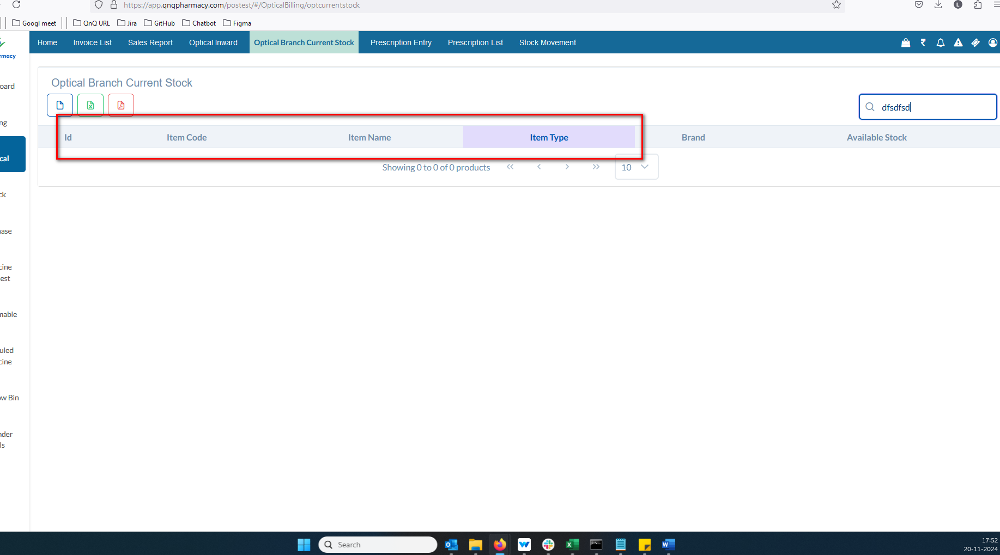 https://app.qnqpharmacy.com/postest/#/OpticalBilling/optcurrentstock
L
Googl meet QnQ URL Jira GitHub Chatbot Figma
Home Invoice List Sales Report Optical Inward Optical Branch Current Stock Prescription Entry Prescription List Stock Movement
rmacy
oard
ng
cal
ck
ase
cine
est
mable
uled
cine
ow Bin
nder
ls
Optical Branch Current Stock
dfsdfsd
Id Item Code Item Name Item Type Brand Available Stock
Showing 0 to 0 of 0 products << < > >> 10
Search
17:52
20-11-2024